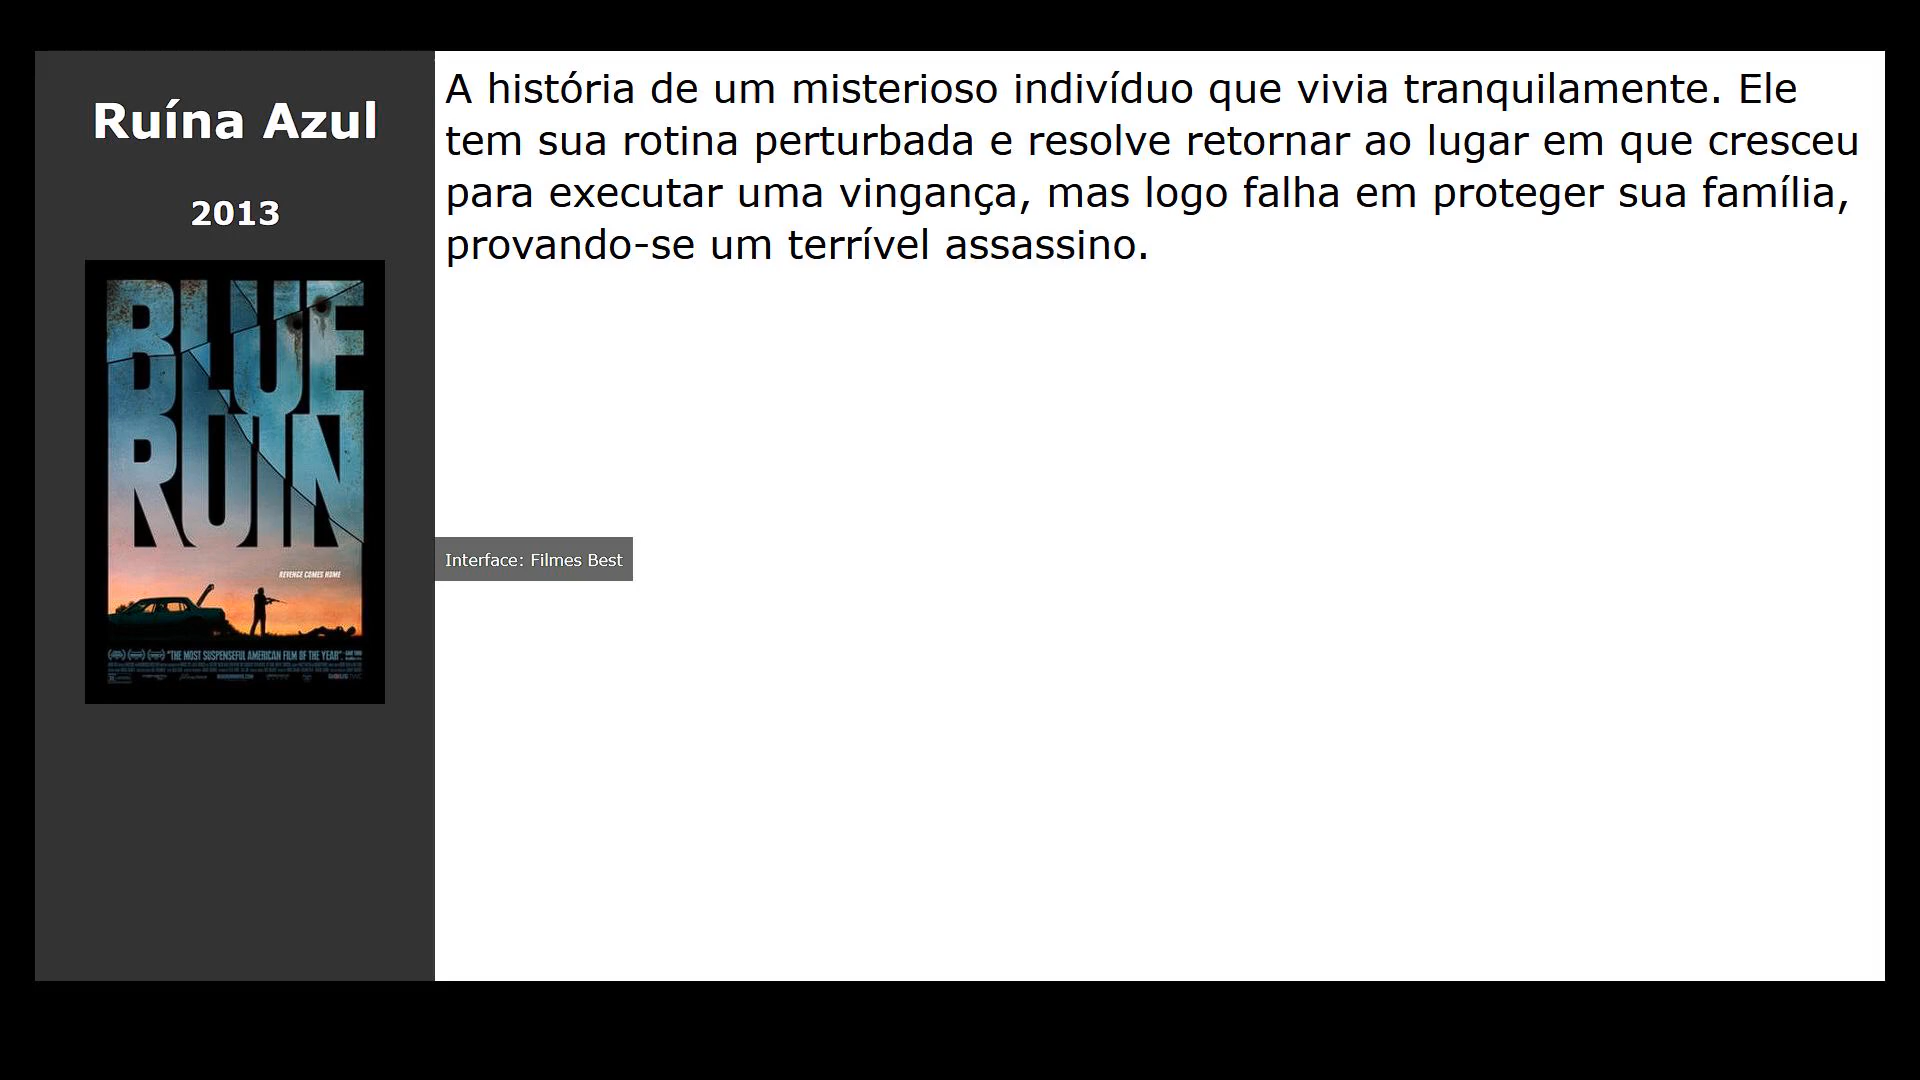 Ruína Azul
2013
BLUE
RUIN
REVENGE COMES HOME
"THE MOST SUSPENSEFUL AMERICAN FILM OF THE YEAR"
A história de um misterioso indivíduo que vivia tranquilamente. Ele
tem sua rotina perturbada e resolve retornar ao lugar em que cresceu
para executar uma vingança, mas logo falha em proteger sua família,
provando-se um terrível assassino.
Interface: Filmes Best